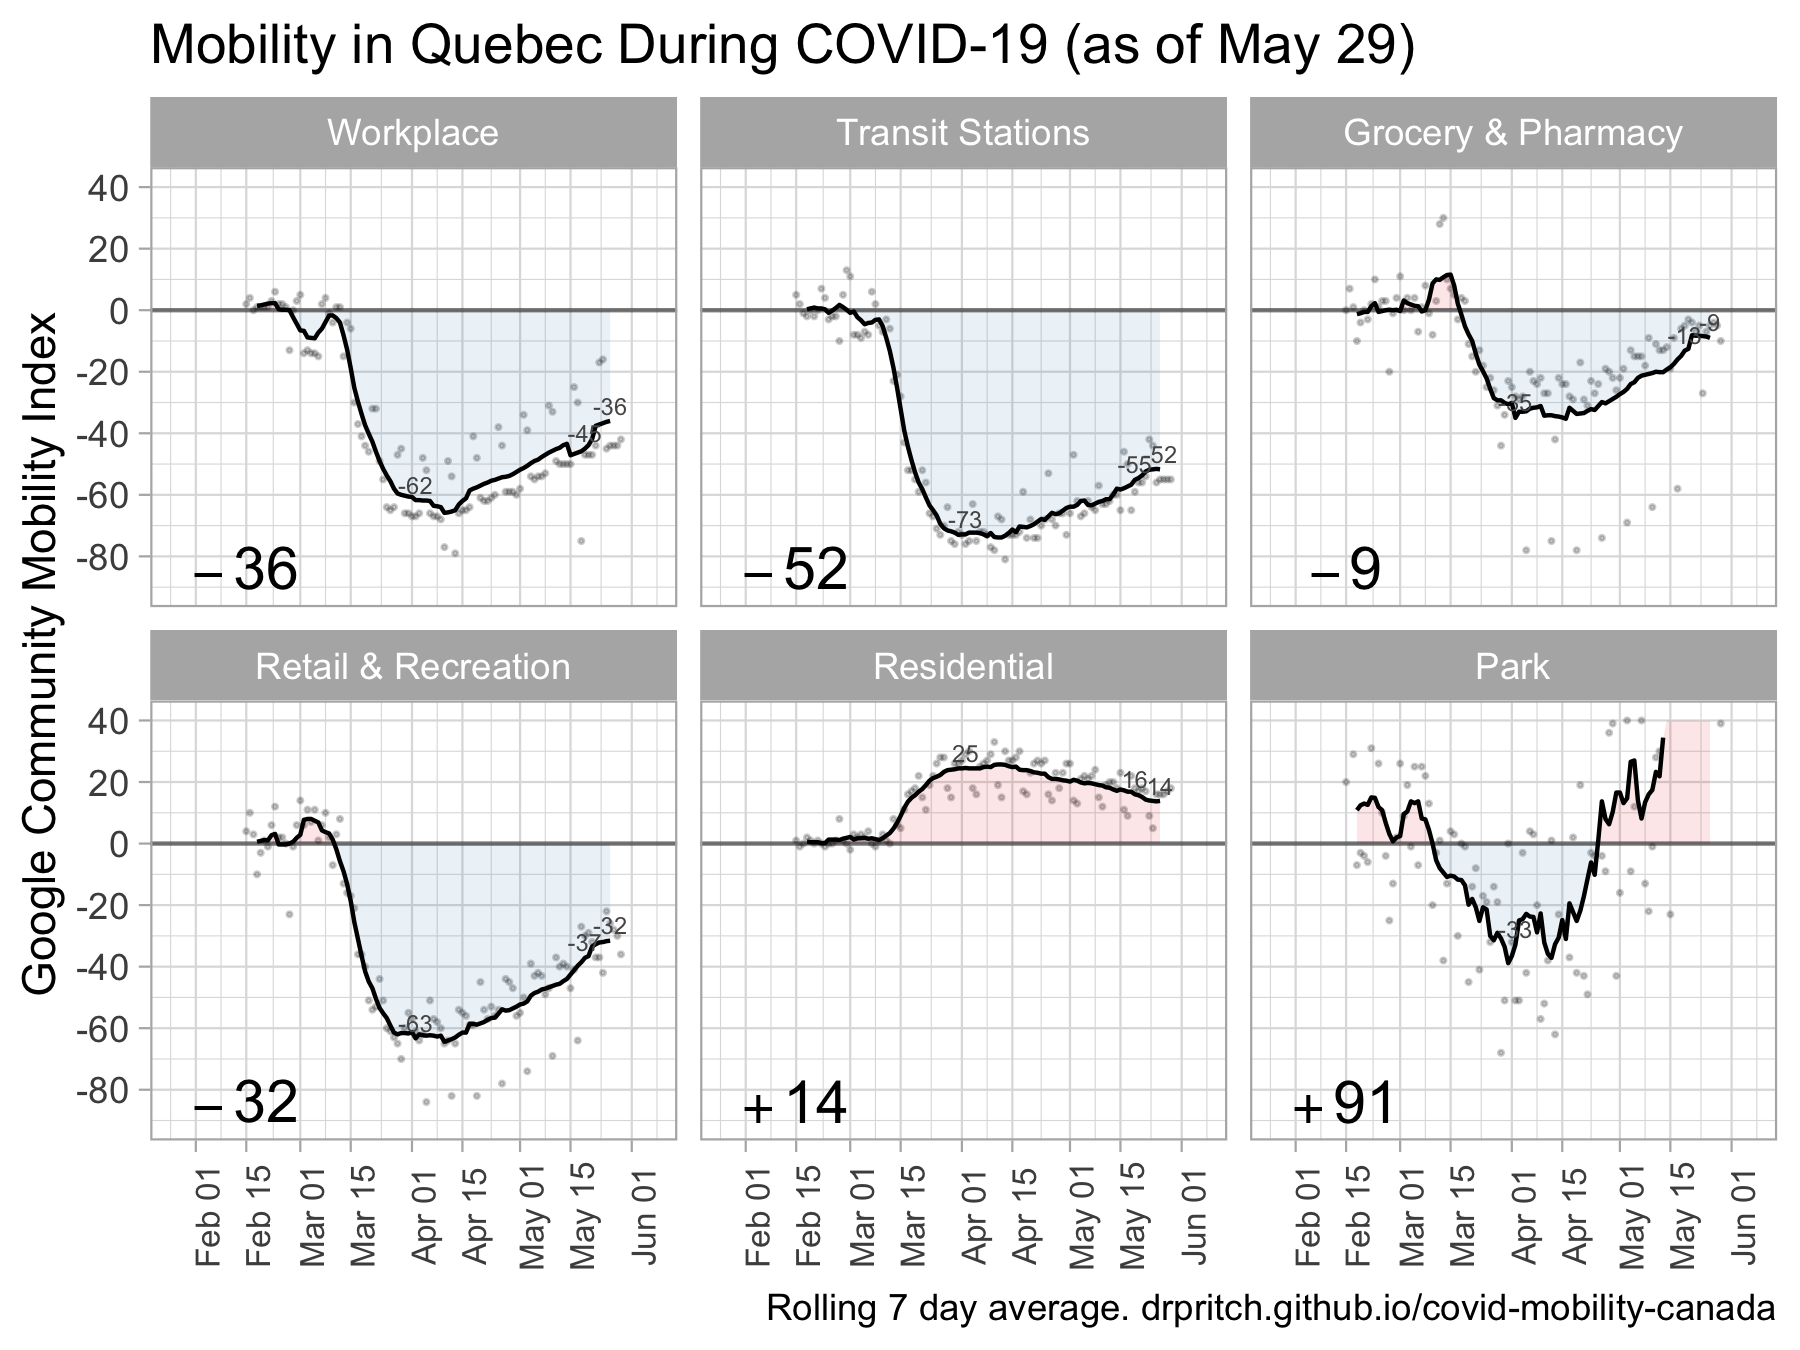 Mobility in Quebec During COVID-19 (as of May 29)
Google Community Mobility Index
Workplace
Transit Stations
Grocery & Pharmacy
40
20
0
-20
-40
-60
-80
-62
-45
-36
– 36
-73
-55
-52
– 52
-35
-13
-9
– 9
Retail & Recreation
Residential
Park
40
20
0
-20
-40
-60
-80
-63
-37
-32
– 32
25
16
14
+ 14
-33
+ 91
Feb 01
Feb 15
Mar 01
Mar 15
Apr 01
Apr 15
May 01
May 15
Jun 01
Feb 01
Feb 15
Mar 01
Mar 15
Apr 01
Apr 15
May 01
May 15
Jun 01
Feb 01
Feb 15
Mar 01
Mar 15
Apr 01
Apr 15
May 01
May 15
Jun 01
Rolling 7 day average. drpritch.github.io/covid-mobility-canada